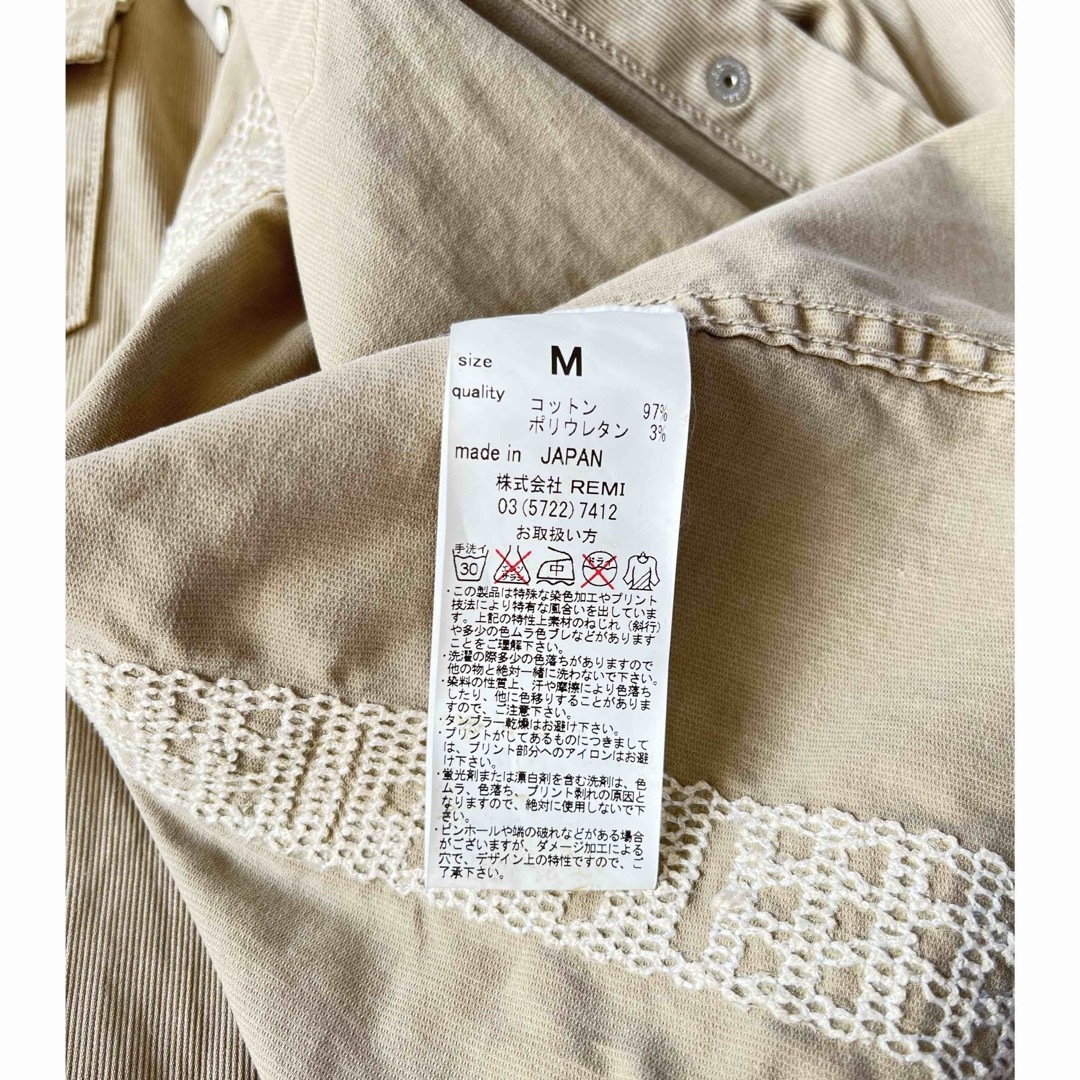 size M
quality
コットン 97%
ポリウレタン 3%
made in JAPAN
株式会社 REMI
03(5722)7412
お取扱い方
手洗イ
30
エンソ
サラシ
中
ドライ
・この製品は特殊な染色加工やプリント
技法により特有な風合いを出していま
す。上記の特性上素材のねじれ（斜行）
や多少の色ムラ色ブレなどがあります
ことをご理解下さい。
・洗濯の際多少の色落ちがありますので
他の物と絶対一緒に洗わないで下さい。
・染料の性質上、汗や摩擦により色落ち
したり、他に色移りすることがありま
すので、ご注意下さい。
・タンブラー乾燥はお避け下さい。
・プリントがしてあるものにつきまして
は、プリント部分へのアイロンはお避
け下さい。
・蛍光剤または漂白剤を含む洗剤は、色
ムラ、色落ち、プリント剥れの原因と
なりますので、絶対に使用しないで下
さい。
・ピンホールや端の破れなどがある場合
がございますが、ダメージ加工による
穴で、デザイン上の特性ですので、ご
了承下さい。